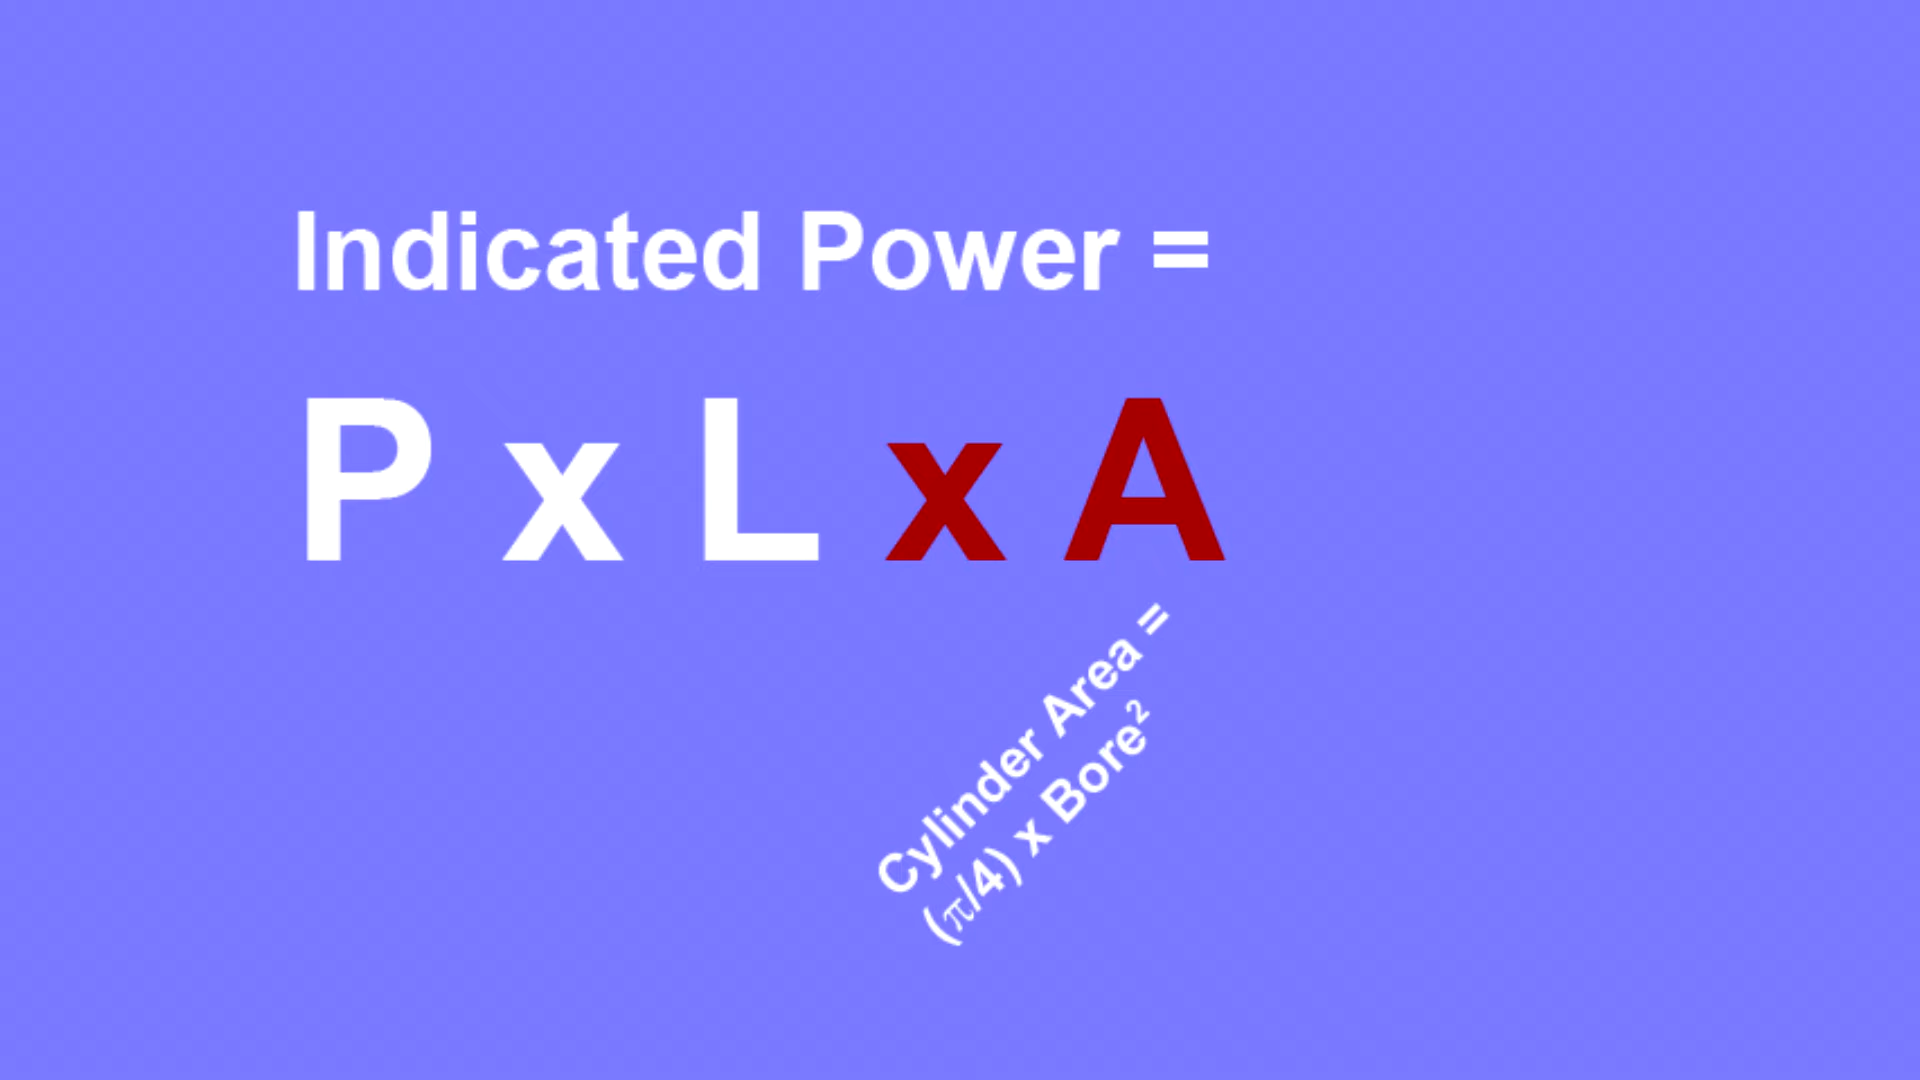 Indicated Power =
P x L x A
Cylinder Area =
(π/4) x Bore²